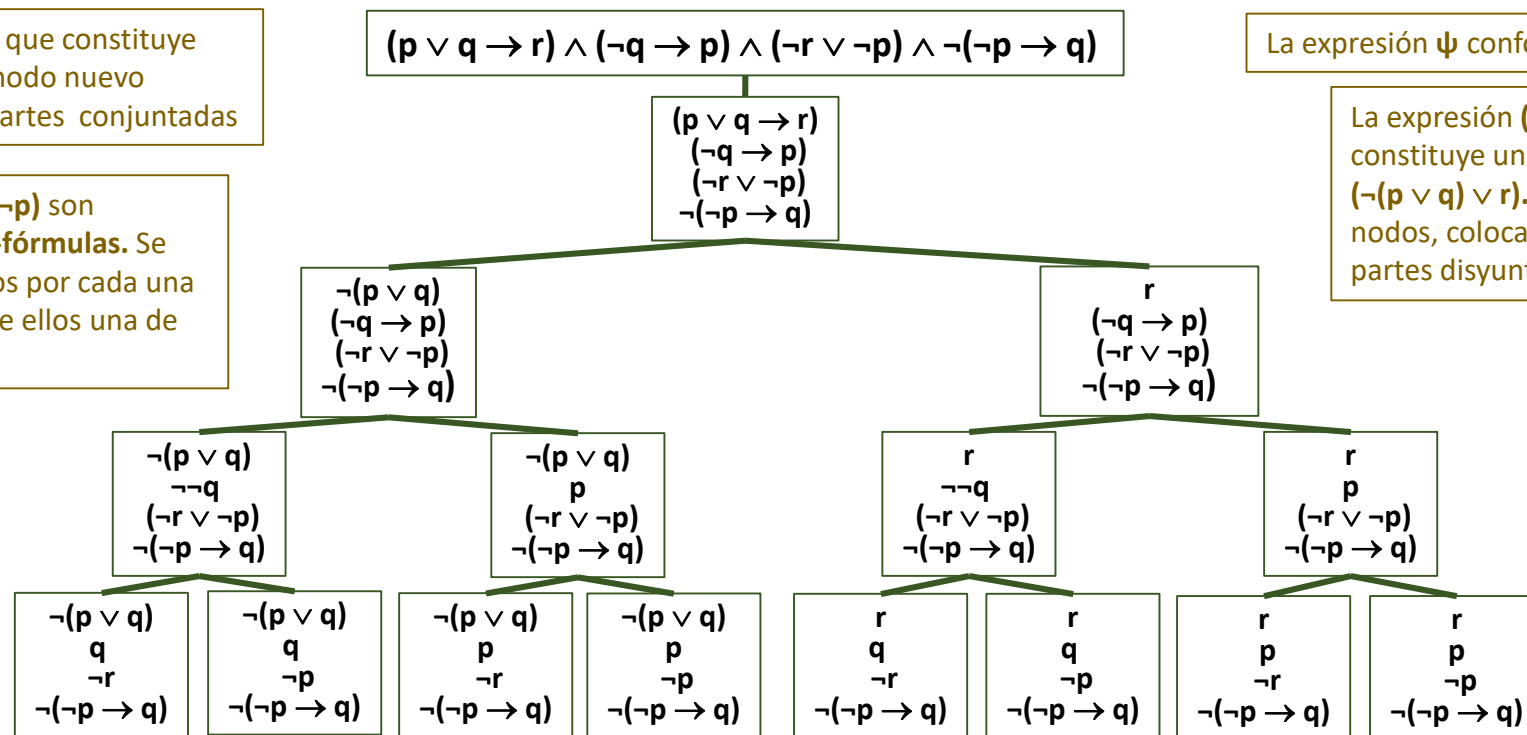 que constituye
nodo nuevo
artes conjuntadas
¬p) son
-fórmulas. Se
os por cada una
e ellos una de
(p ∨ q → r) ∧ (¬q → p) ∧ (¬r ∨ ¬p) ∧ ¬(¬p → q)
La expresión ψ confo
La expresión (
constituye un
(¬(p ∨ q) ∨ r).
nodos, coloca
partes disyunt
(p ∨ q → r)
(¬q → p)
(¬r ∨ ¬p)
¬(¬p → q)
¬(p ∨ q)
(¬q → p)
(¬r ∨ ¬p)
¬(¬p → q)
r
(¬q → p)
(¬r ∨ ¬p)
¬(¬p → q)
¬(p ∨ q)
¬¬q
(¬r ∨ ¬p)
¬(¬p → q)
¬(p ∨ q)
p
(¬r ∨ ¬p)
¬(¬p → q)
r
¬¬q
(¬r ∨ ¬p)
¬(¬p → q)
r
p
(¬r ∨ ¬p)
¬(¬p → q)
¬(p ∨ q)
q
¬r
¬(¬p → q)
¬(p ∨ q)
q
¬p
¬(¬p → q)
¬(p ∨ q)
p
¬r
¬(¬p → q)
¬(p ∨ q)
p
¬p
¬(¬p → q)
r
q
¬r
¬(¬p → q)
r
q
¬p
¬(¬p → q)
r
p
¬r
¬(¬p → q)
r
p
¬p
¬(¬p → q)